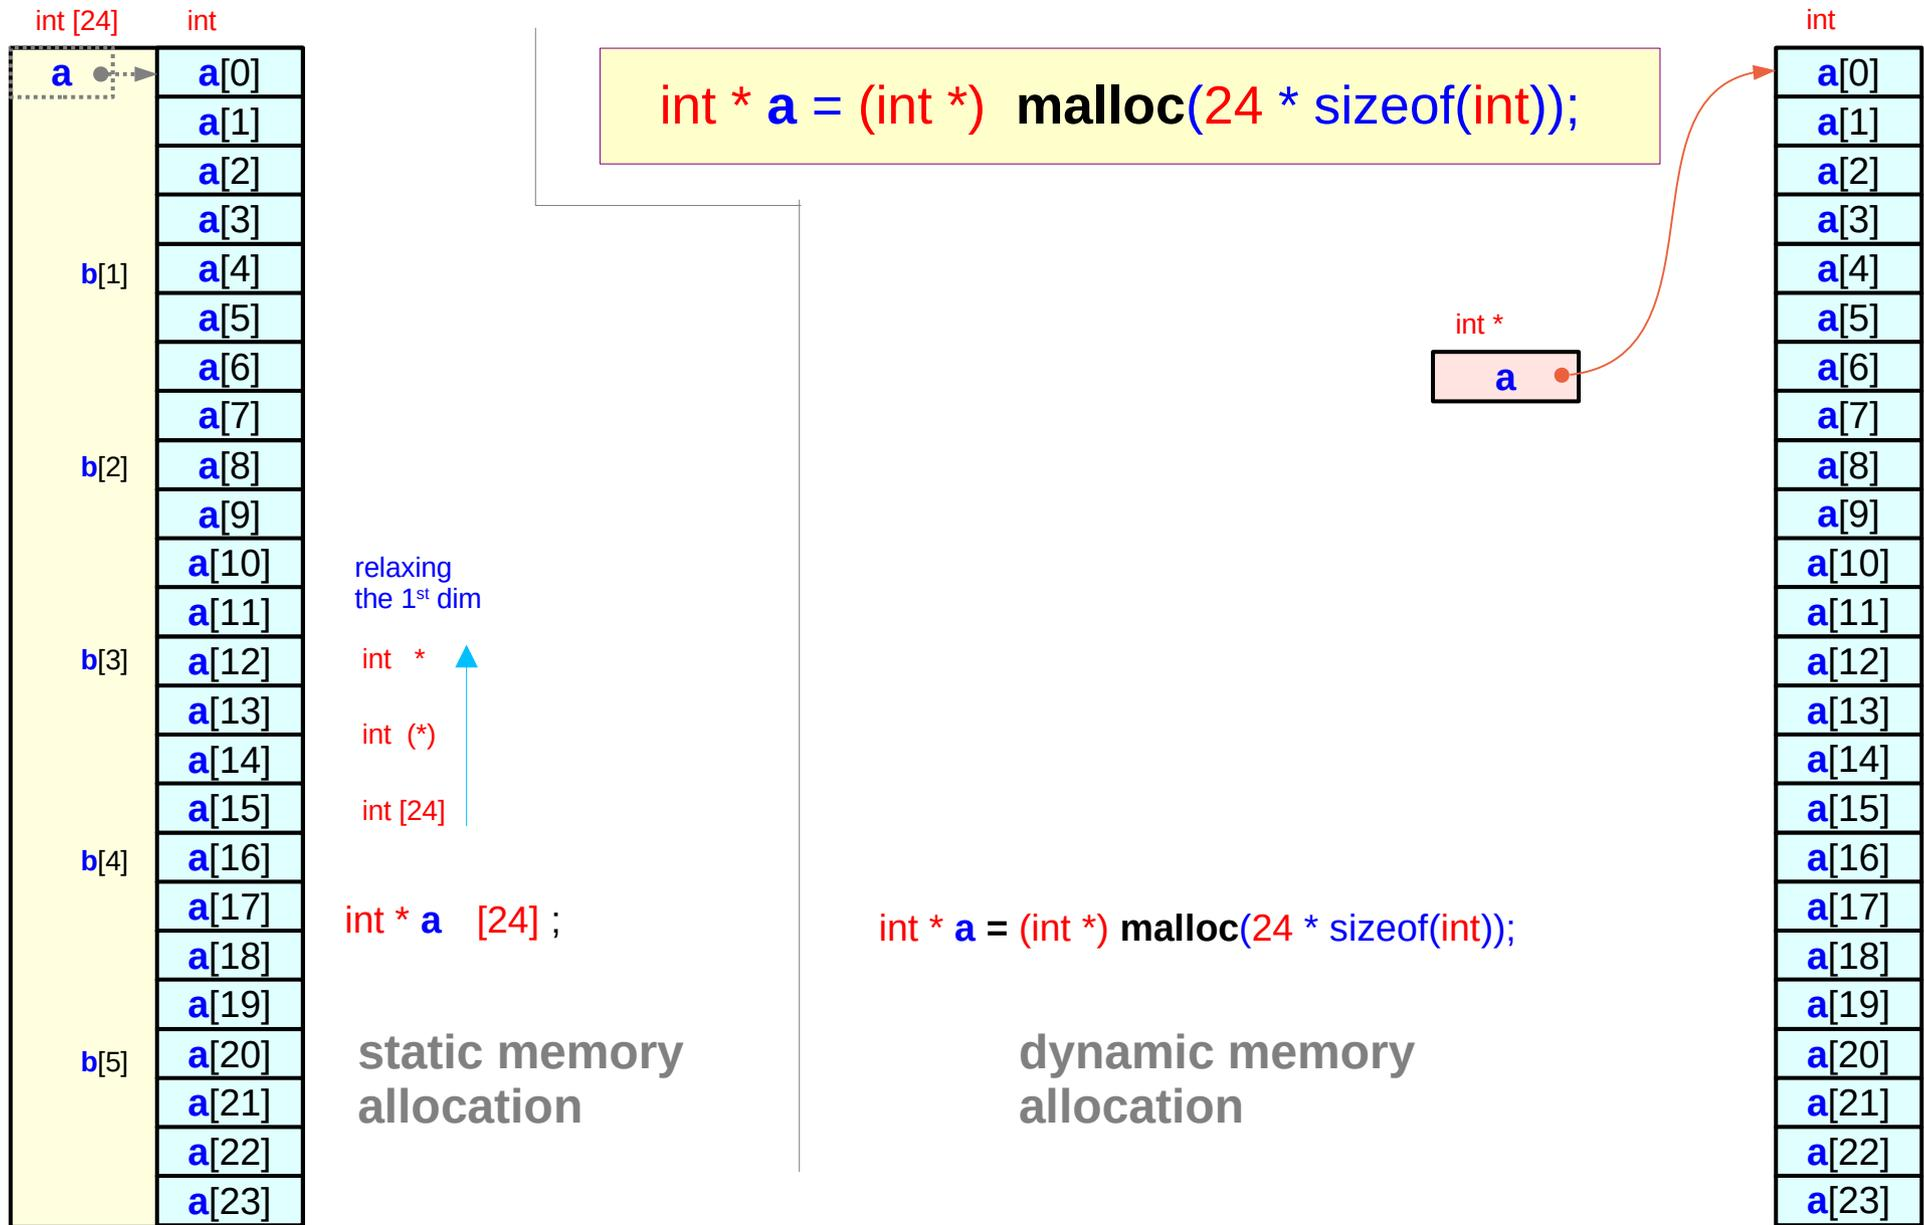 int [24]
int
int
a
a[0]
a[1]
a[2]
a[3]
a[4]
a[5]
a[6]
a[7]
a[8]
a[9]
a[10]
a[11]
a[12]
a[13]
a[14]
a[15]
a[16]
a[17]
a[18]
a[19]
a[20]
a[21]
a[22]
a[23]
b[1]
b[2]
b[3]
b[4]
b[5]
int * a = (int *) malloc(24 * sizeof(int));
relaxing
the 1st dim
int *
int (*)
int [24]
int * a [24] ;
static memory
allocation
int *
a
int * a = (int *) malloc(24 * sizeof(int));
dynamic memory
allocation
a[0]
a[1]
a[2]
a[3]
a[4]
a[5]
a[6]
a[7]
a[8]
a[9]
a[10]
a[11]
a[12]
a[13]
a[14]
a[15]
a[16]
a[17]
a[18]
a[19]
a[20]
a[21]
a[22]
a[23]